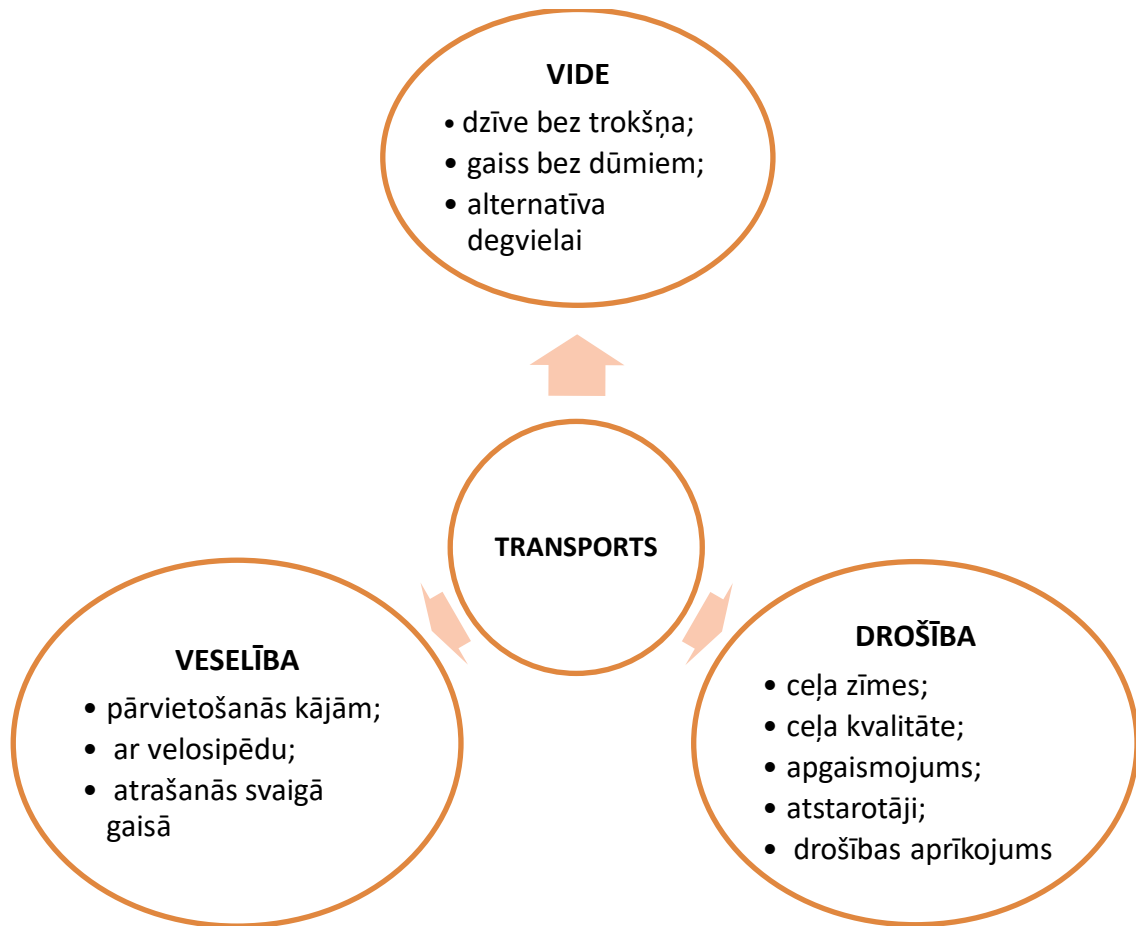 VIDE
• dzīve bez trokšņa;
• gaiss bez dūmiem;
• alternatīva
degvielai
TRANSPORTS
VESELĪBA
• pārvietošanās kājām;
• ar velosipēdu;
• atrašanās svaigā
gaisā
DROŠĪBA
• ceļa zīmes;
• ceļa kvalitāte;
• apgaismojums;
• atstarotāji;
• drošības aprīkojums